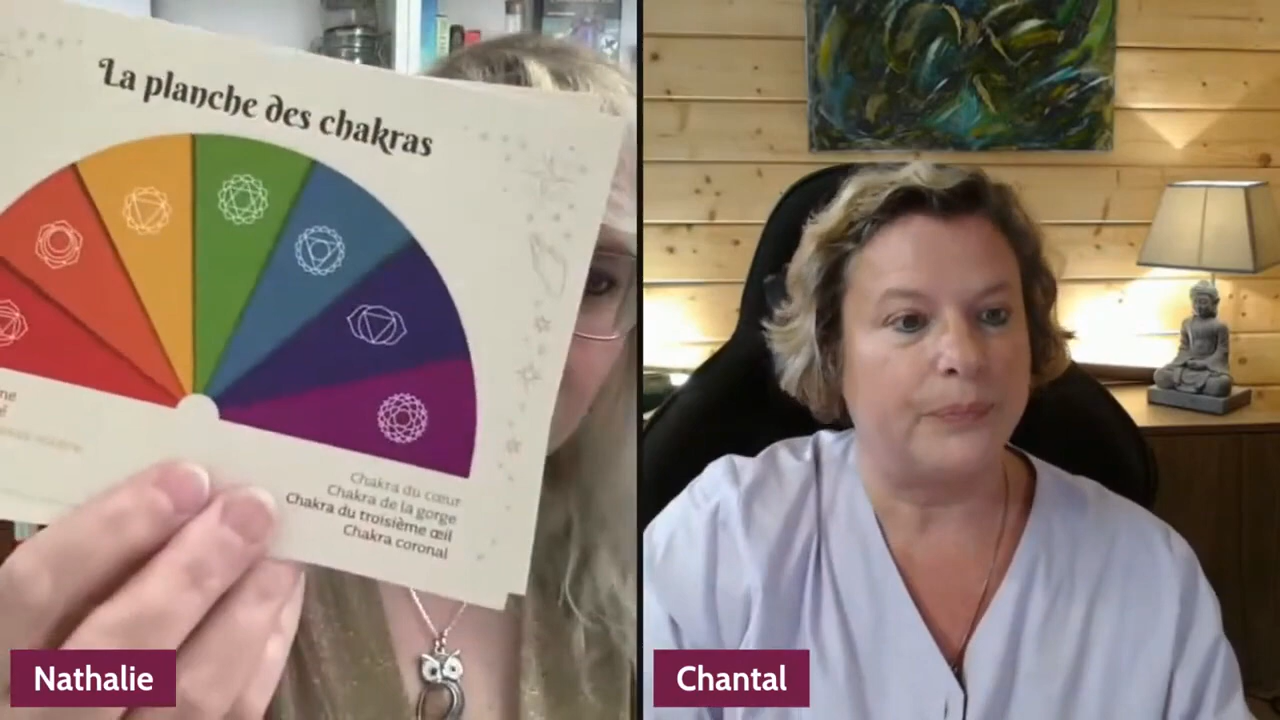 La planche des chakras
Chakra du cœur
Chakra de la gorge
Chakra du troisième œil
Chakra coronal
Nathalie
Chantal